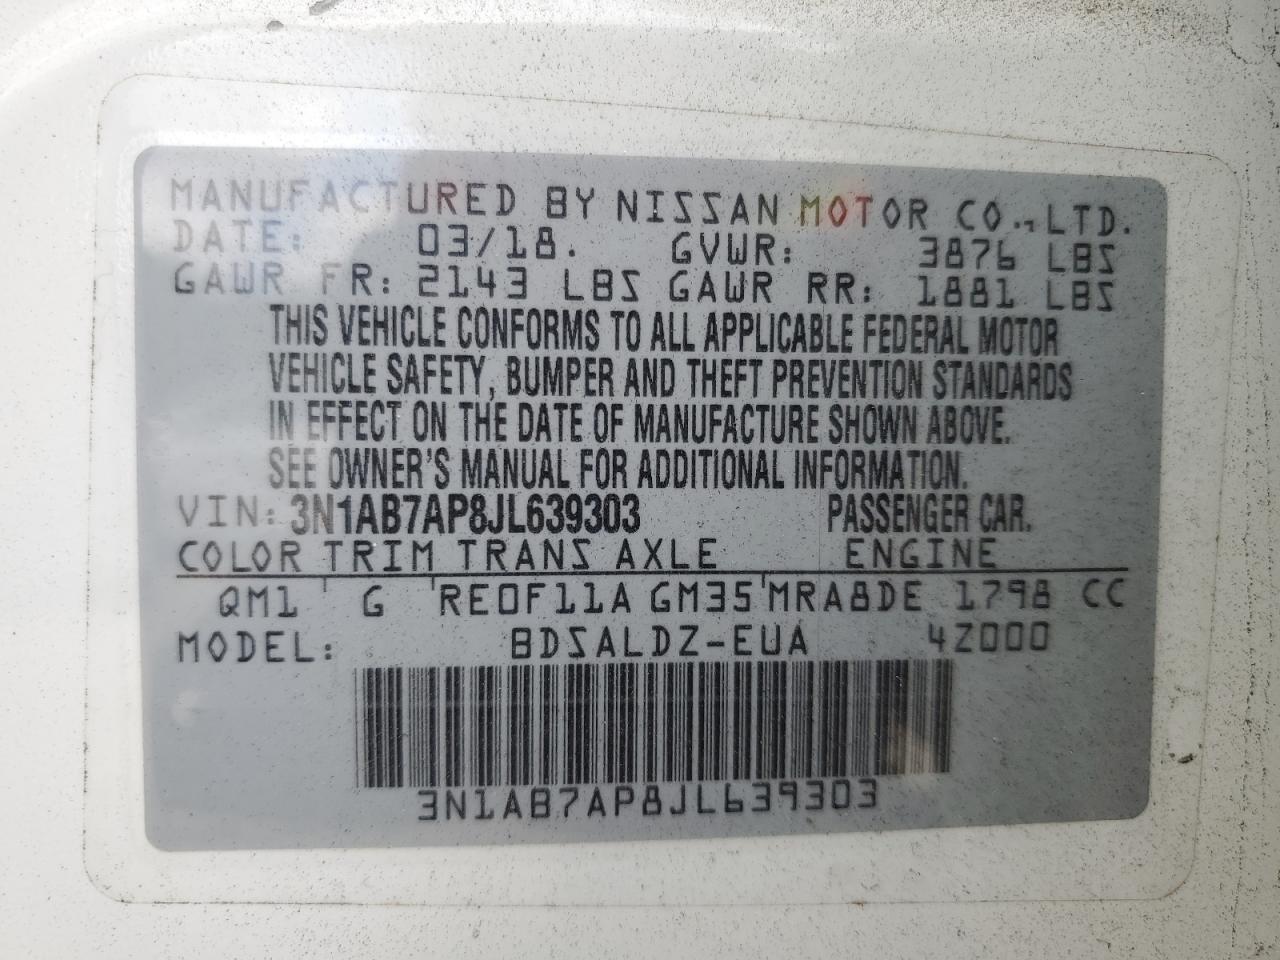 MANUFACTURED BY NISSAN MOTOR CO.,LTD.
DATE: 03/18. GVWR: 3876 LBS
GAWR FR: 2143 LBS GAWR RR: 1881 LBS
THIS VEHICLE CONFORMS TO ALL APPLICABLE FEDERAL MOTOR
VEHICLE SAFETY, BUMPER AND THEFT PREVENTION STANDARDS
IN EFFECT ON THE DATE OF MANUFACTURE SHOWN ABOVE.
SEE OWNER'S MANUAL FOR ADDITIONAL INFORMATION.
VIN: 3N1AB7AP8JL639303 PASSENGER CAR.
COLOR TRIM TRANS AXLE ENGINE
QM1 G RE0F11A GM35 MRA8DE 1798 CC
MODEL: BDSALDZ-EUA 4Z000
3N1AB7AP8JL639303